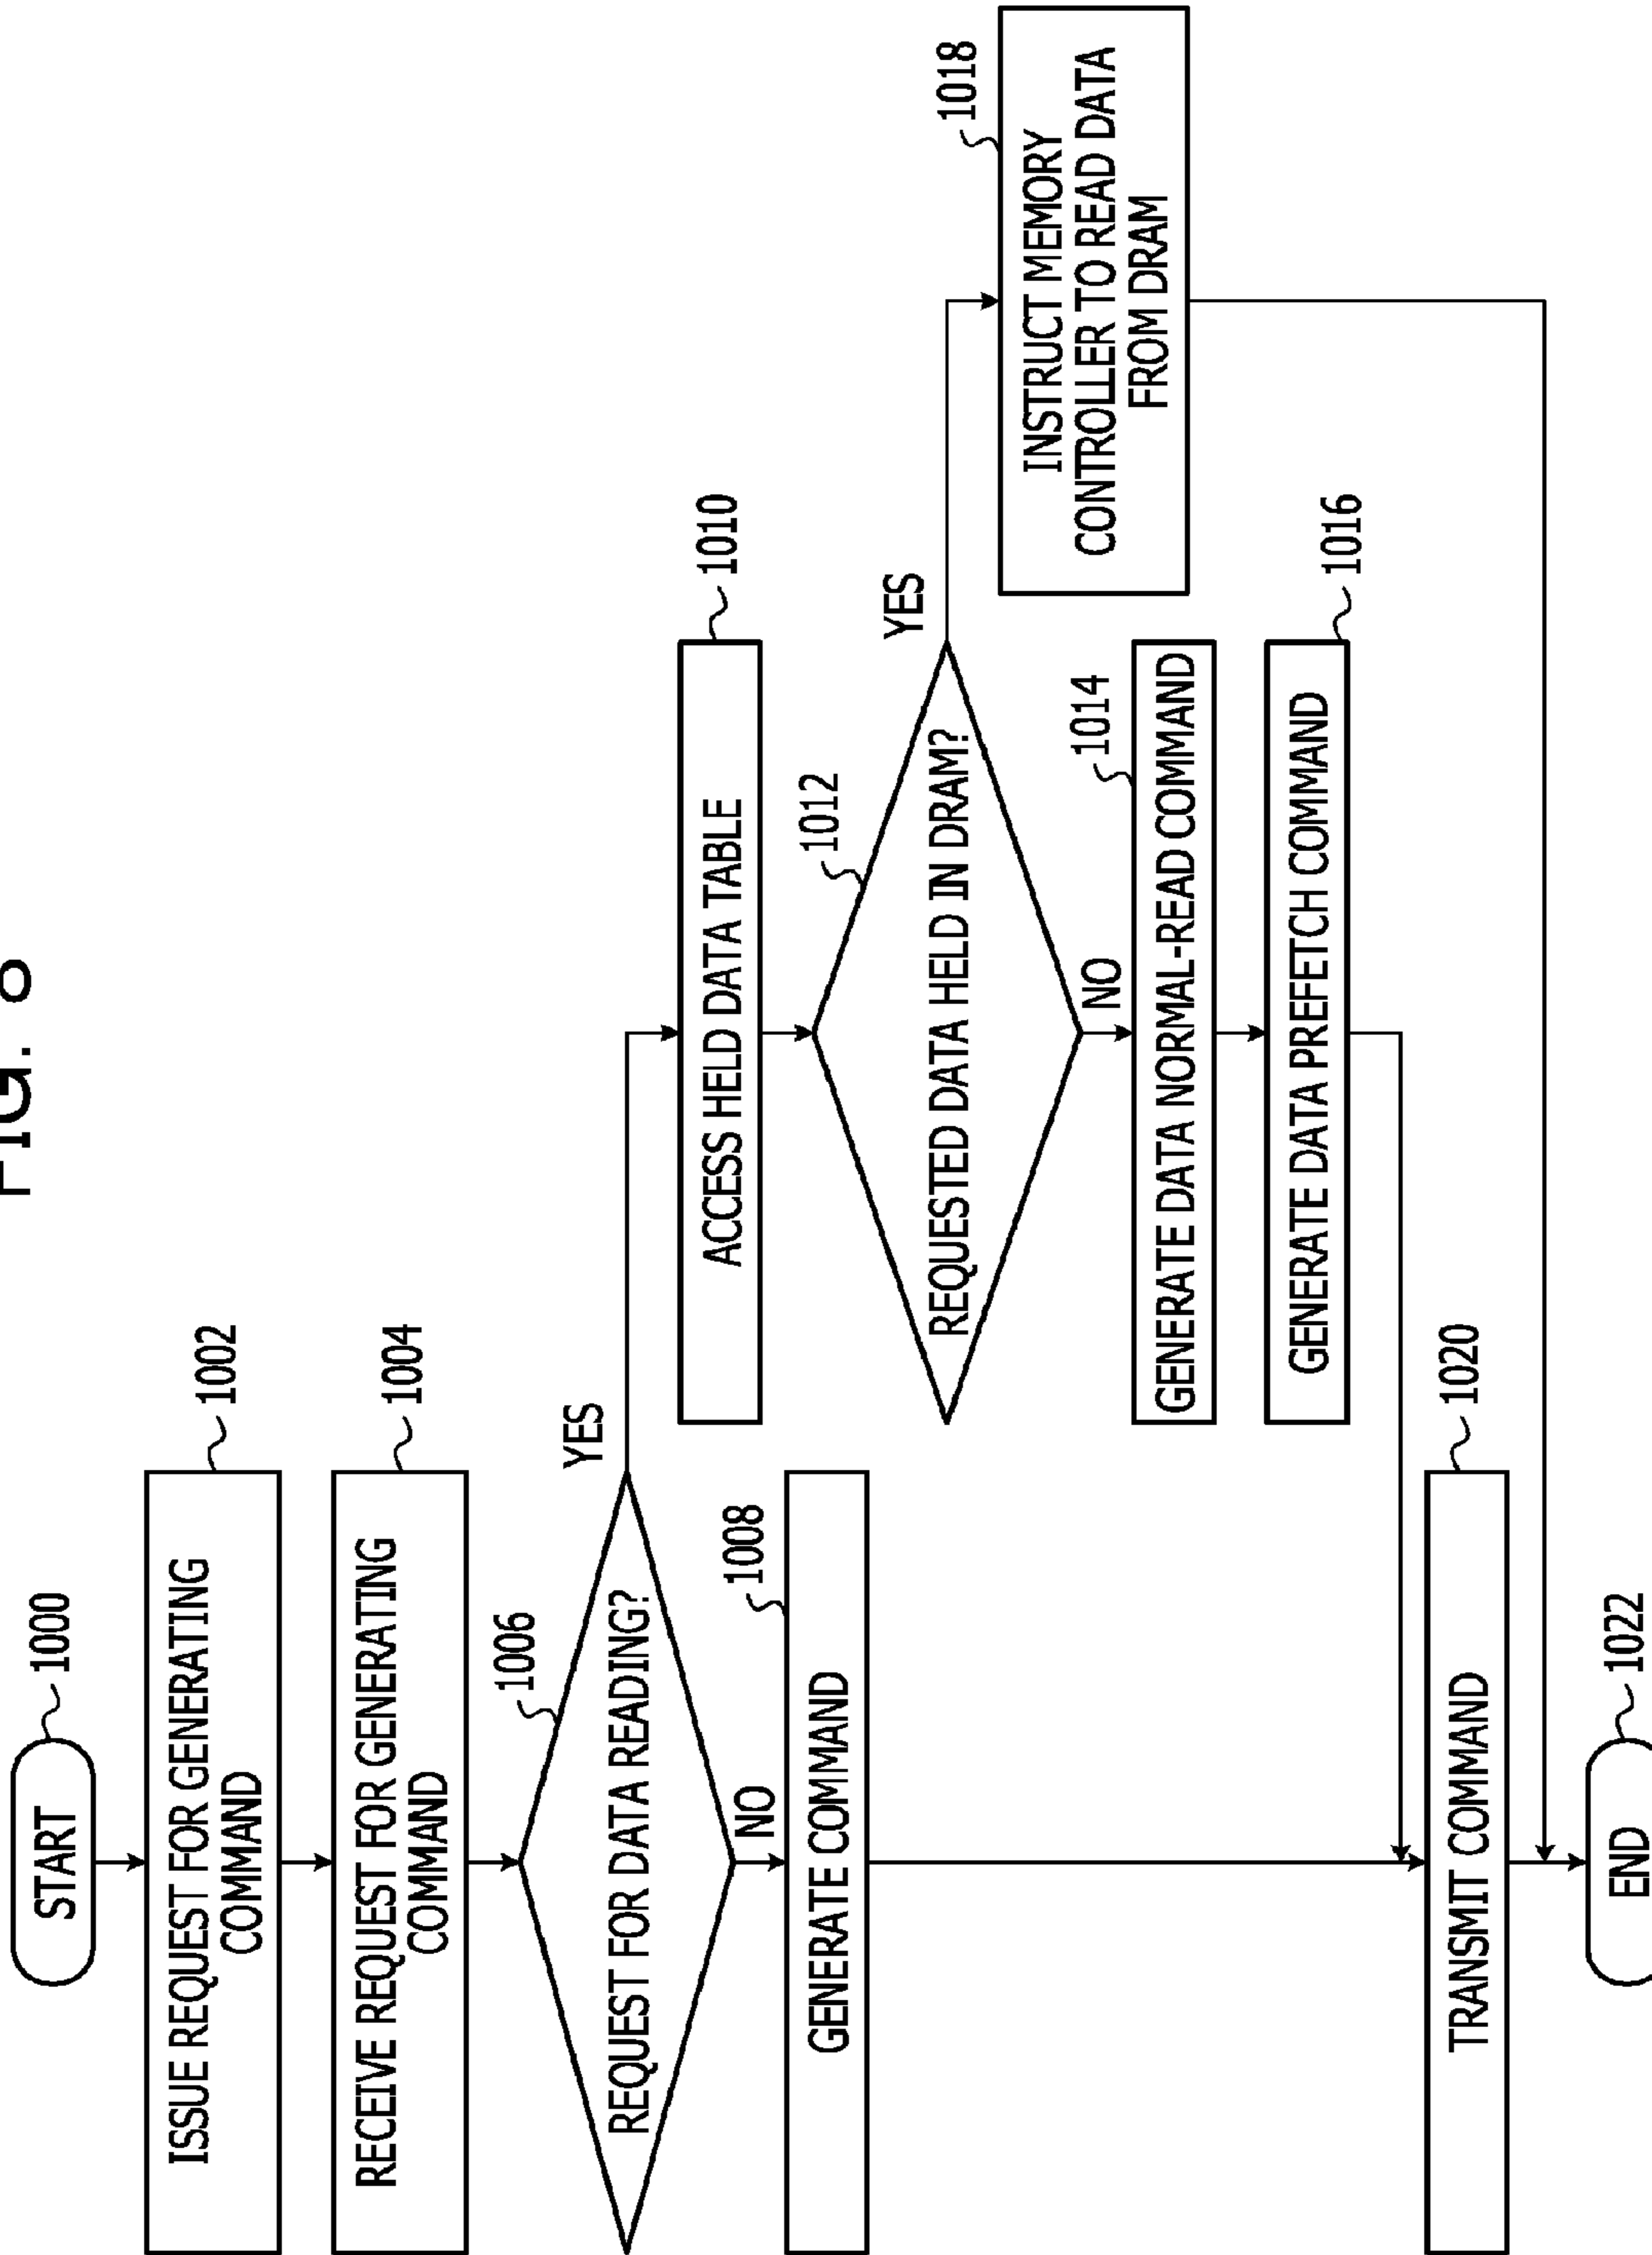 FIG. 8
START
1000
ISSUE REQUEST FOR GENERATING
COMMAND
1002
RECEIVE REQUEST FOR GENERATING
COMMAND
1004
REQUEST FOR DATA READING?
1006
YES
NO
GENERATE COMMAND
1008
ACCESS HELD DATA TABLE
1010
REQUESTED DATA HELD IN DRAM?
1012
YES
NO
GENERATE DATA NORMAL-READ COMMAND
1014
GENERATE DATA PREFETCH COMMAND
1016
INSTRUCT MEMORY
CONTROLLER TO READ DATA
FROM DRAM
1018
TRANSMIT COMMAND
1020
END
1022